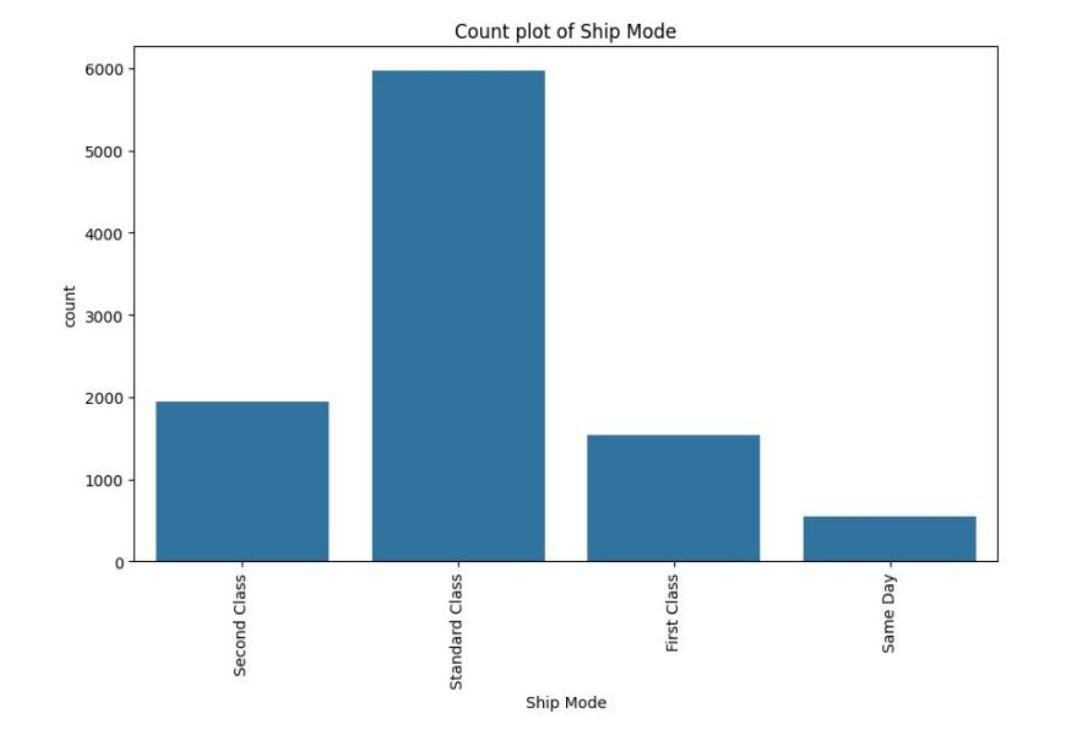 Count plot of Ship Mode
6000
5000
4000
3000
2000
1000
0
count
Second Class
Standard Class
First Class
Same Day
Ship Mode